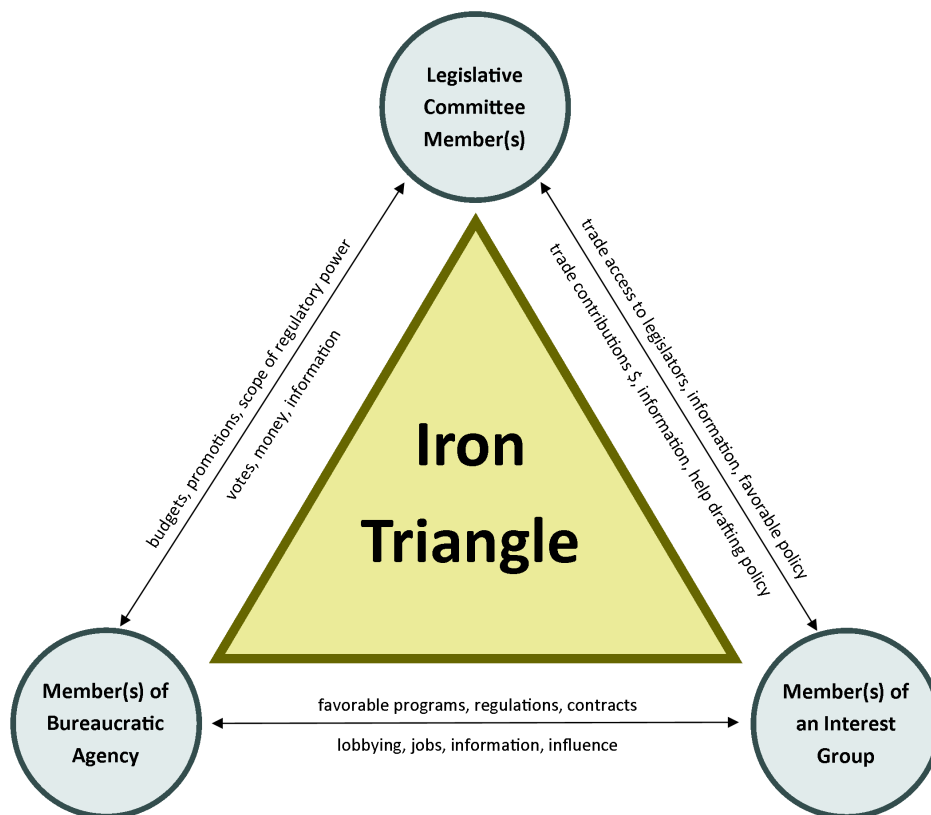 Legislative
Committee
Member(s)
budgets, promotions, scope of regulatory power
votes, money, information
trade access to legislators, information, favorable policy
trade contributions $, information, help drafting policy
Iron
Triangle
Member(s) of
Bureaucratic
Agency
favorable programs, regulations, contracts
lobbying, jobs, information, influence
Member(s) of
an Interest
Group